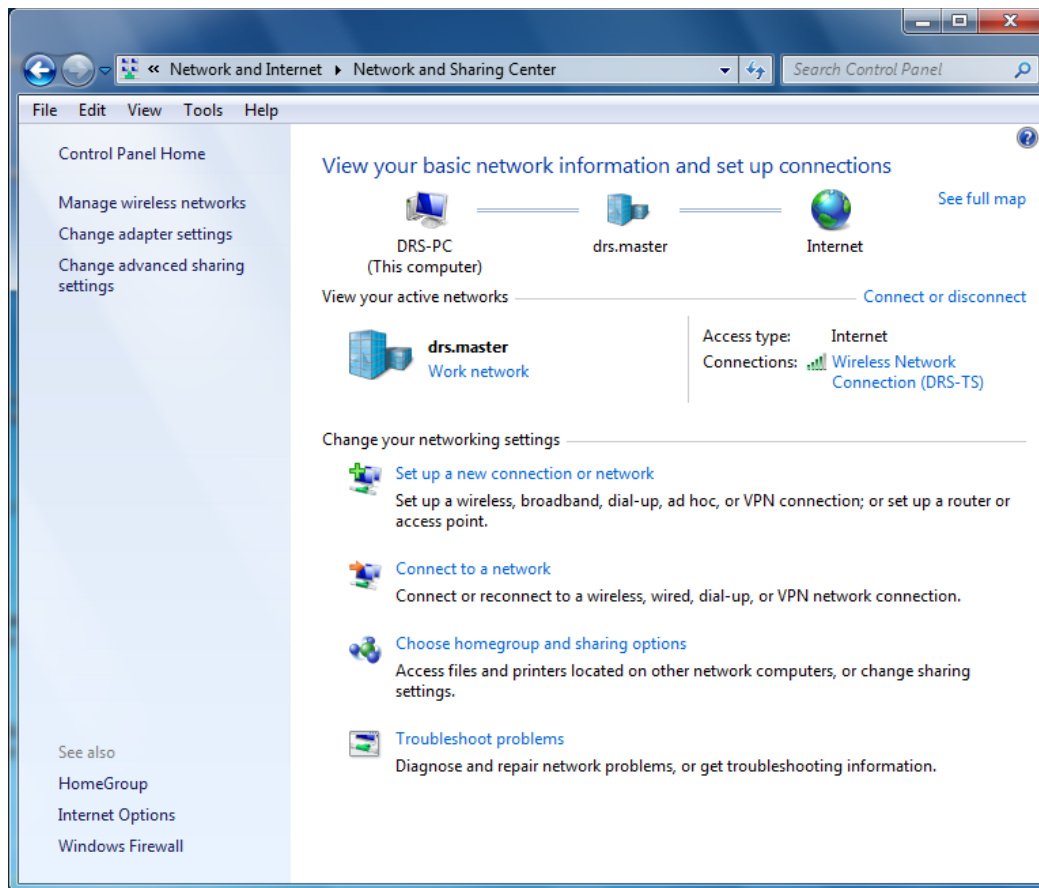 « Network and Internet ▸ Network and Sharing Center
Search Control Panel
File Edit View Tools Help
Control Panel Home
Manage wireless networks
Change adapter settings
Change advanced sharing
settings
See also
HomeGroup
Internet Options
Windows Firewall
View your basic network information and set up connections
See full map
DRS-PC
(This computer)
drs.master
Internet
View your active networks
Connect or disconnect
drs.master
Work network
Access type: Internet
Connections: Wireless Network
Connection (DRS-TS)
Change your networking settings
Set up a new connection or network
Set up a wireless, broadband, dial-up, ad hoc, or VPN connection; or set up a router or
access point.
Connect to a network
Connect or reconnect to a wireless, wired, dial-up, or VPN network connection.
Choose homegroup and sharing options
Access files and printers located on other network computers, or change sharing
settings.
Troubleshoot problems
Diagnose and repair network problems, or get troubleshooting information.